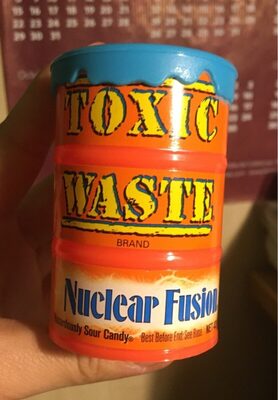 TOXIC
WASTE
BRAND
Nuclear Fusion
Sour Candy® Best Before End: See Base.